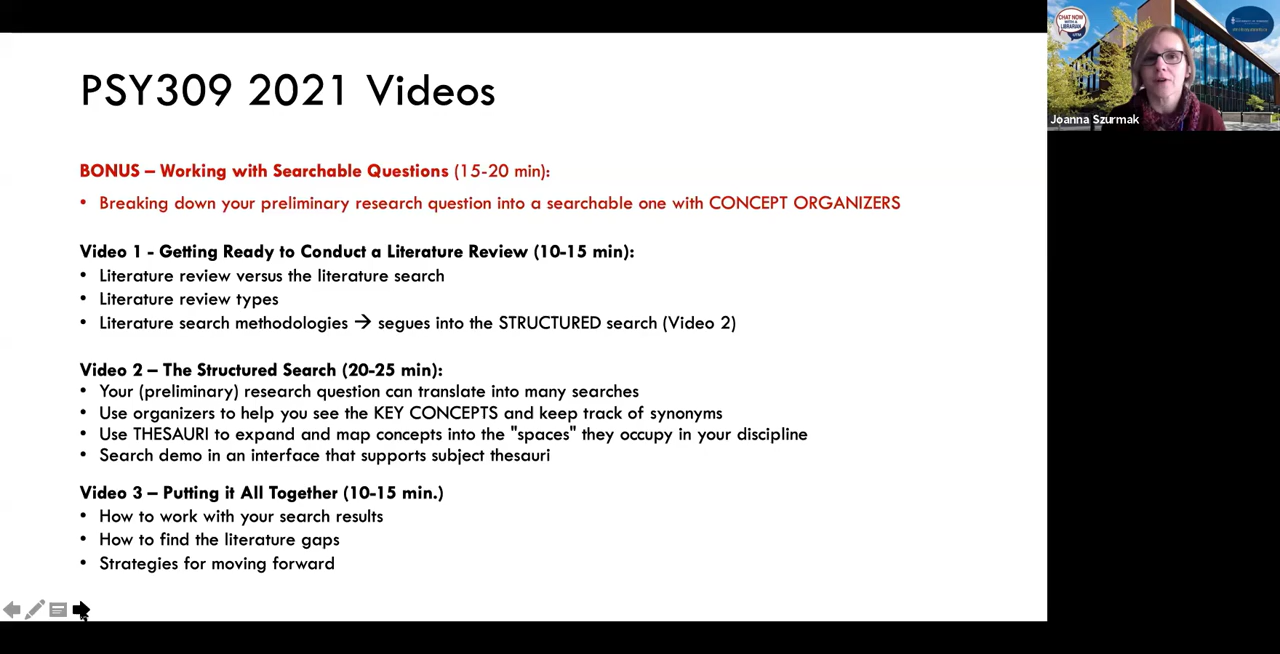 PSY309 2021 Videos
BONUS – Working with Searchable Questions (15-20 min):
• Breaking down your preliminary research question into a searchable one with CONCEPT ORGANIZERS
Video 1 - Getting Ready to Conduct a Literature Review (10-15 min):
• Literature review versus the literature search
• Literature review types
• Literature search methodologies → segues into the STRUCTURED search (Video 2)
Video 2 – The Structured Search (20-25 min):
• Your (preliminary) research question can translate into many searches
• Use organizers to help you see the KEY CONCEPTS and keep track of synonyms
• Use THESAURI to expand and map concepts into the "spaces" they occupy in your discipline
• Search demo in an interface that supports subject thesauri
Video 3 – Putting it All Together (10-15 min.)
• How to work with your search results
• How to find the literature gaps
• Strategies for moving forward
CHAT NOW
WITH A
LIBRARIAN
Joanna Szurmak